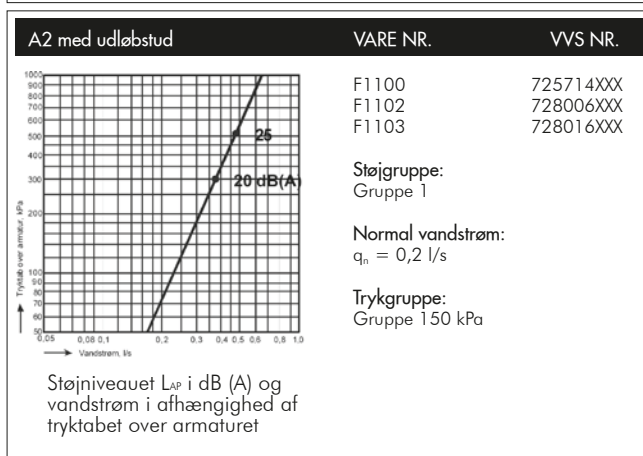 A2 med udløbstud VARE NR. VVS NR.
F1100 725714XXX
F1102 728006XXX
F1103 728016XXX
Støjgruppe:
Gruppe 1
Normal vandstrøm:
qn = 0,2 l/s
Trykgruppe:
Gruppe 150 kPa
1000
900
800
700
600
500
400
300
200
100
90
80
70
60
50
Tryktab over armatur, kPa
25
20 dB(A)
0,05 0,08 0,1 0,2 0,3 0,4 0,5 0,6 0,8 1,0
Vandstrøm, l/s
Støjniveauet LAP i dB (A) og
vandstrøm i afhængighed af
tryktabet over armaturet